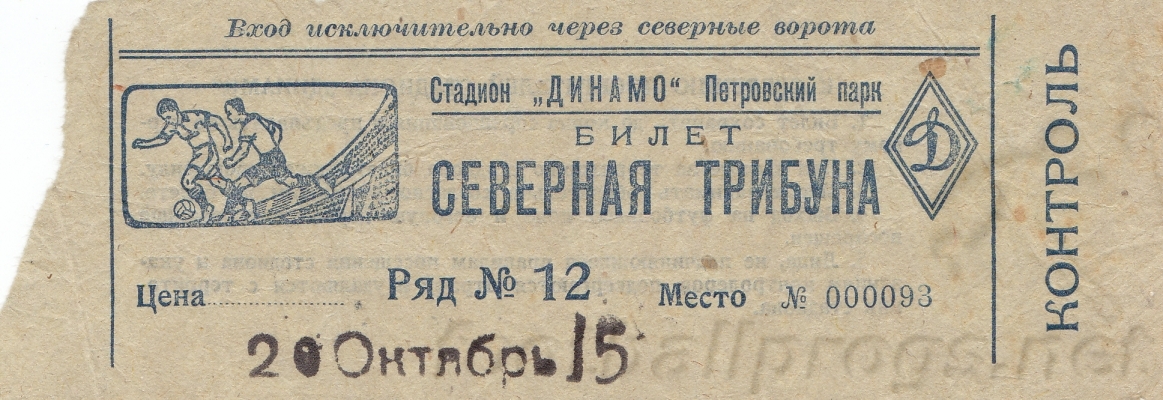 Вход исключительно через северные ворота
Стадион „ДИНАМО“ Петровский парк
БИЛЕТ
СЕВЕРНАЯ ТРИБУНА
Д
Цена
Ряд № 12
Место № 000093
20 Октябрь 15
КОНТРОЛЬ